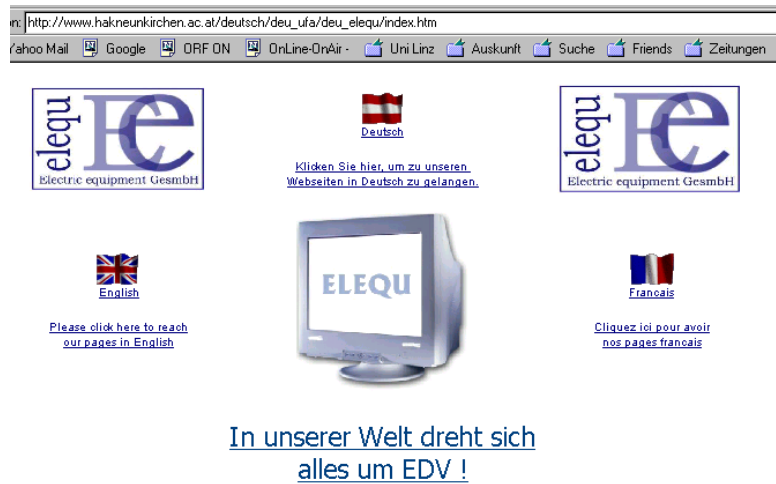 on: http://www.hakneunkirchen.ac.at/deutsch/deu_ufa/deu_elequ/index.htm
Yahoo Mail Google ORF ON OnLine-OnAir - Uni Linz Auskunft Suche Friends Zeitungen
elequ
Ee
Electric equipment GesmbH
Deutsch
Klicken Sie hier, um zu unseren
Webseiten in Deutsch zu gelangen.
elequ
Ee
Electric equipment GesmbH
English
Please click here to reach
our pages in English
ELEQU
Francais
Cliquez ici pour avoir
nos pages francais
In unserer Welt dreht sich
alles um EDV !